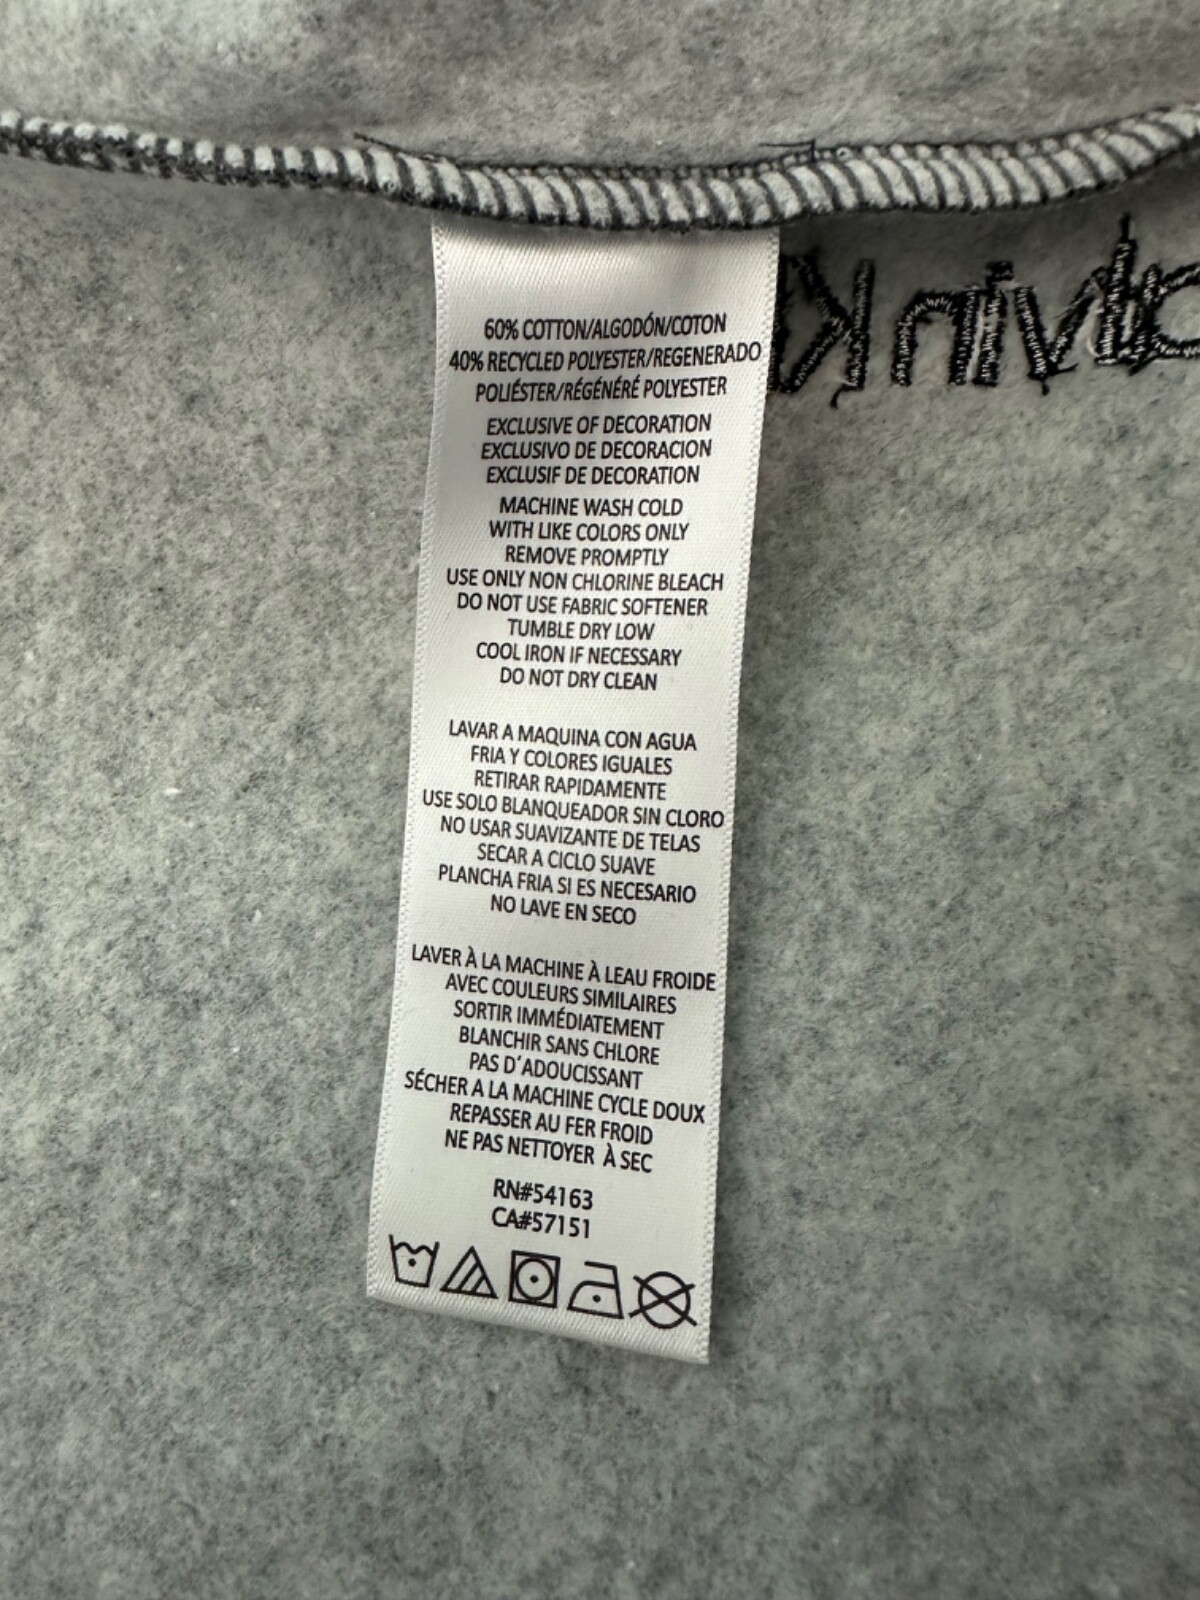 60% COTTON/ALGODÓN/COTON
40% RECYCLED POLYESTER/REGENERADO
POLIÉSTER/RÉGÉNÉRÉ POLYESTER
EXCLUSIVE OF DECORATION
EXCLUSIVO DE DECORACION
EXCLUSIF DE DECORATION
MACHINE WASH COLD
WITH LIKE COLORS ONLY
REMOVE PROMPTLY
USE ONLY NON CHLORINE BLEACH
DO NOT USE FABRIC SOFTENER
TUMBLE DRY LOW
COOL IRON IF NECESSARY
DO NOT DRY CLEAN
LAVAR A MAQUINA CON AGUA
FRIA Y COLORES IGUALES
RETIRAR RAPIDAMENTE
USE SOLO BLANQUEADOR SIN CLORO
NO USAR SUAVIZANTE DE TELAS
SECAR A CICLO SUAVE
PLANCHA FRIA SI ES NECESARIO
NO LAVE EN SECO
LAVER À LA MACHINE À LEAU FROIDE
AVEC COULEURS SIMILAIRES
SORTIR IMMÉDIATEMENT
BLANCHIR SANS CHLORE
PAS D'ADOUCISSANT
SÉCHER A LA MACHINE CYCLE DOUX
REPASSER AU FER FROID
NE PAS NETTOYER À SEC
RN#54163
CA#57151